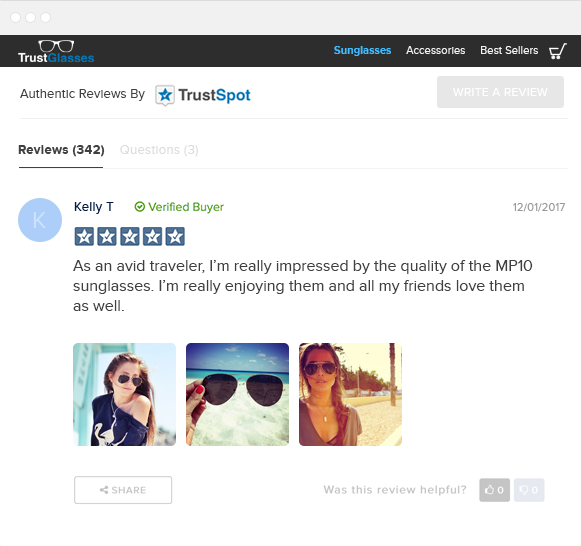 TrustGlasses
Sunglasses Accessories Best Sellers
Authentic Reviews By TrustSpot
WRITE A REVIEW
Reviews (342) Questions (3)
K
Kelly T Verified Buyer 12/01/2017
As an avid traveler, I’m really impressed by the quality of the MP10
sunglasses. I’m really enjoying them and all my friends love them
as well.
SHARE
Was this review helpful? 0 0